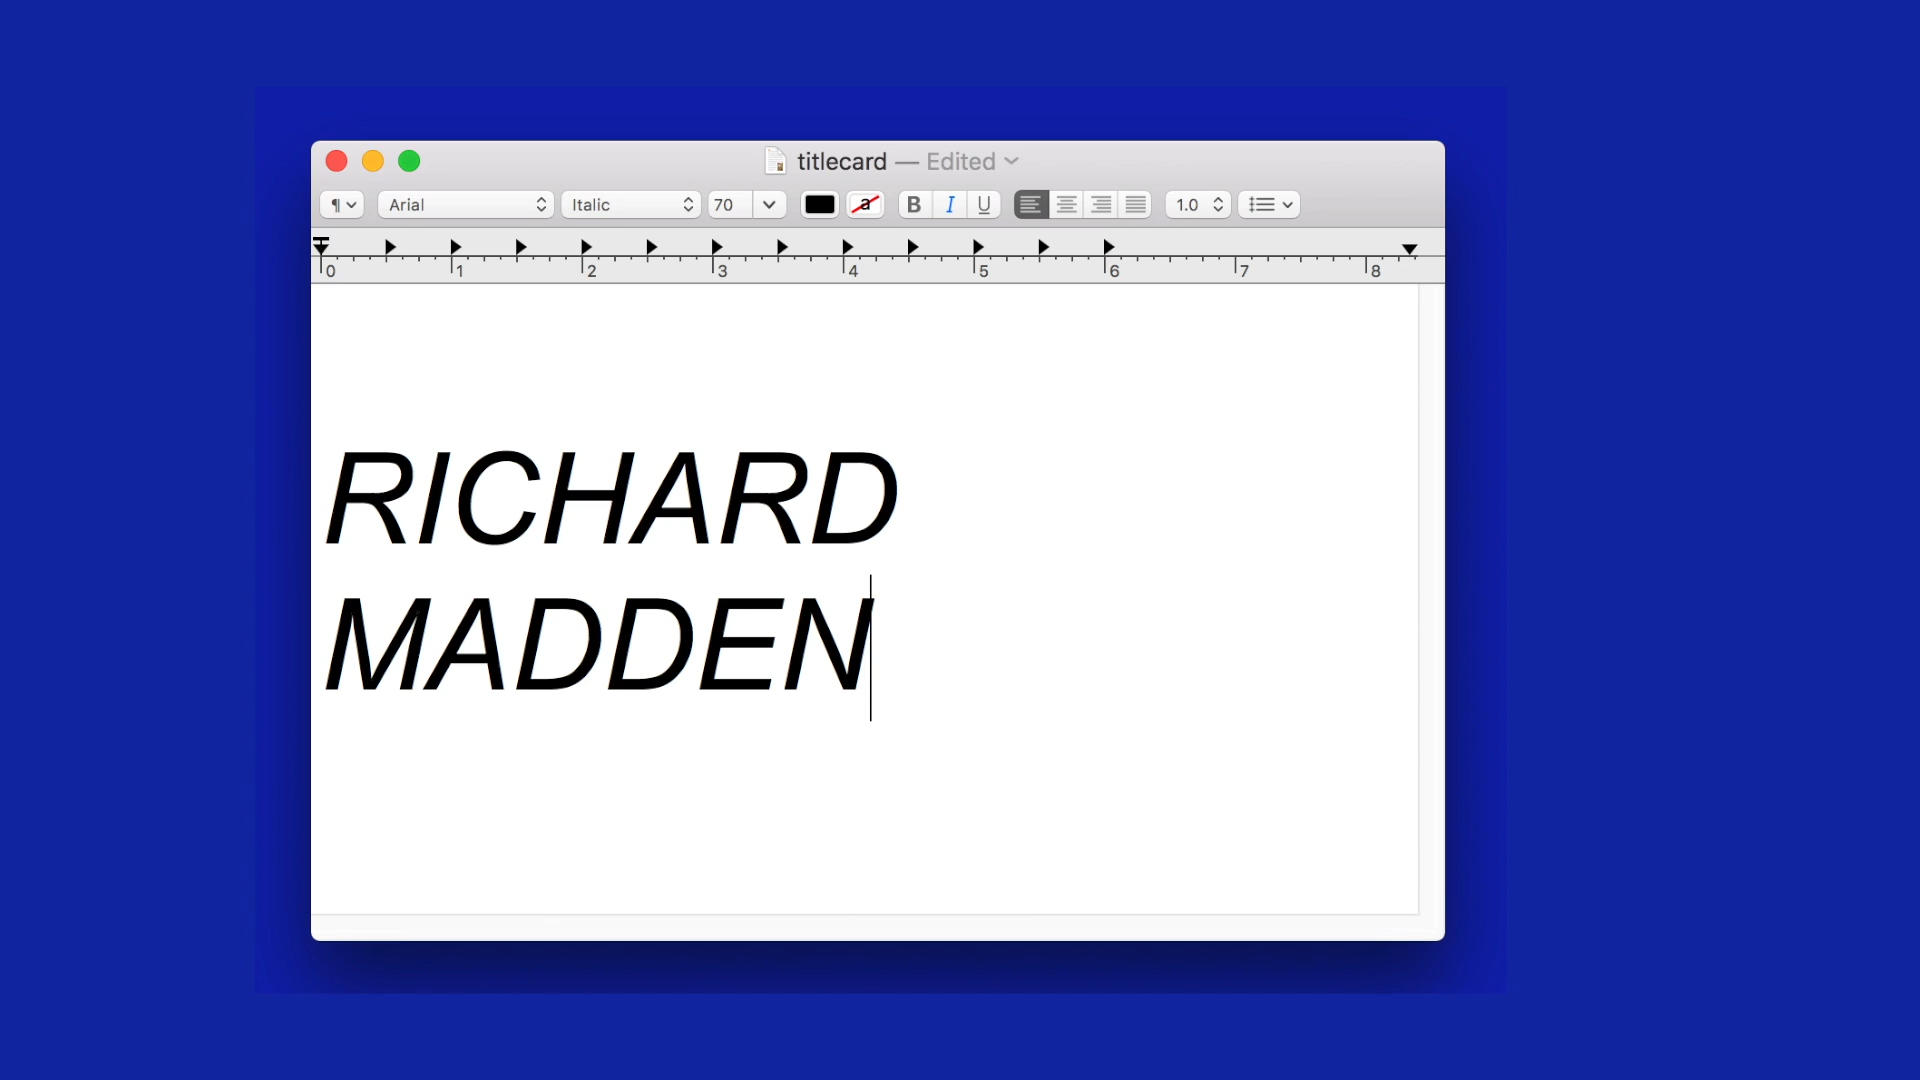 titlecard — Edited
¶ Arial Italic 70 a B I U 1.0
0 1 2 3 4 5 6 7 8
RICHARD
MADDEN